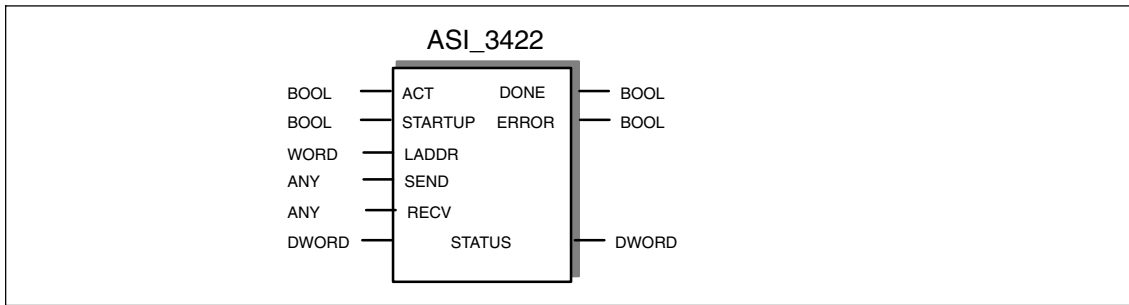 ASI_3422
BOOL ACT DONE BOOL
BOOL STARTUP ERROR BOOL
WORD LADDR
ANY SEND
ANY RECV
DWORD STATUS DWORD